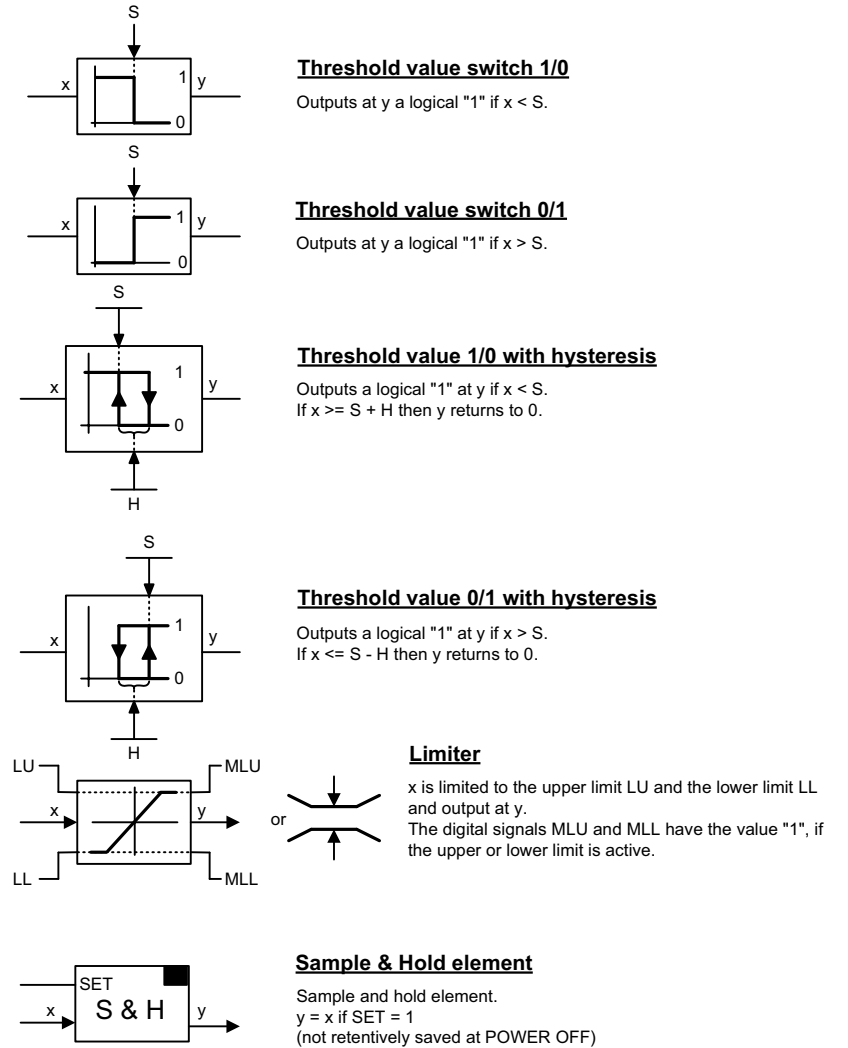 S
x
1
y
0
Threshold value switch 1/0
Outputs at y a logical "1" if x < S.
S
x
1
y
0
Threshold value switch 0/1
Outputs at y a logical "1" if x > S.
S
x
1
y
0
H
Threshold value 1/0 with hysteresis
Outputs a logical "1" at y if x < S.
If x >= S + H then y returns to 0.
S
x
1
y
0
H
Threshold value 0/1 with hysteresis
Outputs a logical "1" at y if x > S.
If x <= S - H then y returns to 0.
LU
MLU
x
y
LL
MLL
or
Limiter
x is limited to the upper limit LU and the lower limit LL
and output at y.
The digital signals MLU and MLL have the value "1", if
the upper or lower limit is active.
SET
x
S & H
y
Sample & Hold element
Sample and hold element.
y = x if SET = 1
(not retentively saved at POWER OFF)